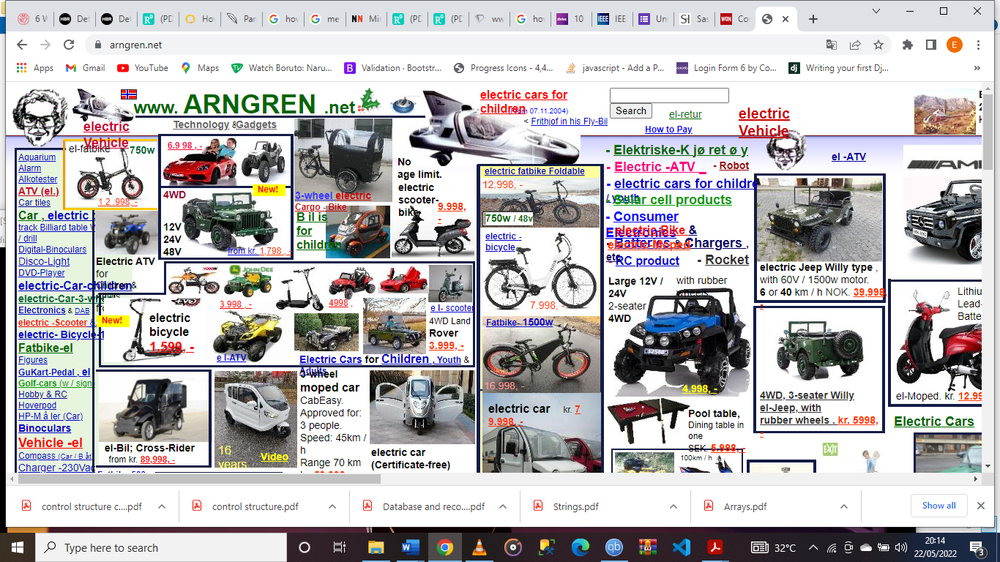 6 W
Det
Det
(PD
Ho
Par
hov
me
Mi
(PD
(PD
ww
hov
10
IEE
Unt
Sas
Co
arngren.net
E
Apps
Gmail
YouTube
Maps
Watch Boruto: Naru...
Validation · Bootstr...
Progress Icons - 4,4...
javascript - Add a P...
Login Form 6 by Co...
Writing your first Dj...
»
www. ARNGREN .net
electric
Vehicle
Technology & Gadgets
electric cars for
children
(From 07.11.2004)
< Frithjof in his Fly-Bil
Search
el-retur
How to Pay
electric
Vehicle
Aquarium
Alarm
Alkotester
ATV (el.)
Car tiles
Car , electric
track Billiard table
/ drill
Digital-Binoculars
Disco-Light
DVD-Player
electric-Car-children
electric-Car-3-wh
Electronics & DAB
electric -Scooter &
electric- Bicycle-1
Fatbike-el
Figures
GuKart-Pedal , el
Golf-cars (w / sign
Hobby & RC
Hoverpod
HP-M å ler (Car)
Binoculars
Vehicle -el
Compass (Car / B åt
Charger -230Vac
el-fatbike
750w
12 .998, -
Electric ATV
for
Children &
6.9 98 , -
New!
4WD
12V
24V
48V
from kr. 1,798 , -
3-wheel electric
Cargo - Bike
B il is
for
children
No
age limit.
electric
scooter-
bike
9.998,
-
1000W
JOHN DEERE
3.998 , -
4998 ,
e l- scooter
4WD Land
Rover
3.999, -
New!
EVO
electric
bicycle
1,599, -
e l-ATV
Electric Cars for Children , Youth &
Adults
el-Bil; Cross-Rider
from kr. 89,998, -
16
years
Video
3-wheel
moped car
CabEasy.
Approved for:
3 people.
Speed: 45km /
h
Range 70 km
electric car
(Certificate-free)
electric fatbike Foldable
12.998, -
750w / 48v
electric -
bicycle
7.998, -
Fatbike- 1500w
16.998, -
electric car
kr. 7
9.998, -
- Elektriske-K jø ret ø y
- Electric -ATV _
- Robot
- electric cars for children
/ youth
- Solar cell products
- Consumer
Electronics
- electric Bike &
electric Moped
- Batteries & Chargers ,
etc
- RC product
- Rocket
Large 12V /
24V
2-seater
4WD
with rubber
wheels
52588
4.998, -
Pool table,
Dining table in
one
SEK. 5.998, -
100km / h
el -ATV
electric Jeep Willy type ,
with 60V / 1500w motor.
6 or 40 km / h NOK. 39,998,
-
4WD, 3-seater Willy
el-Jeep, with
rubber wheels . kr. 5998,
-
EXIT
Lithiu
Lead-
Batte
el-Moped. kr. 12.99
Electric Cars
control structure c....pdf
control structure.pdf
Database and reco....pdf
Strings.pdf
Arrays.pdf
Show all
Type here to search
32°C
20:14
22/05/2022
3